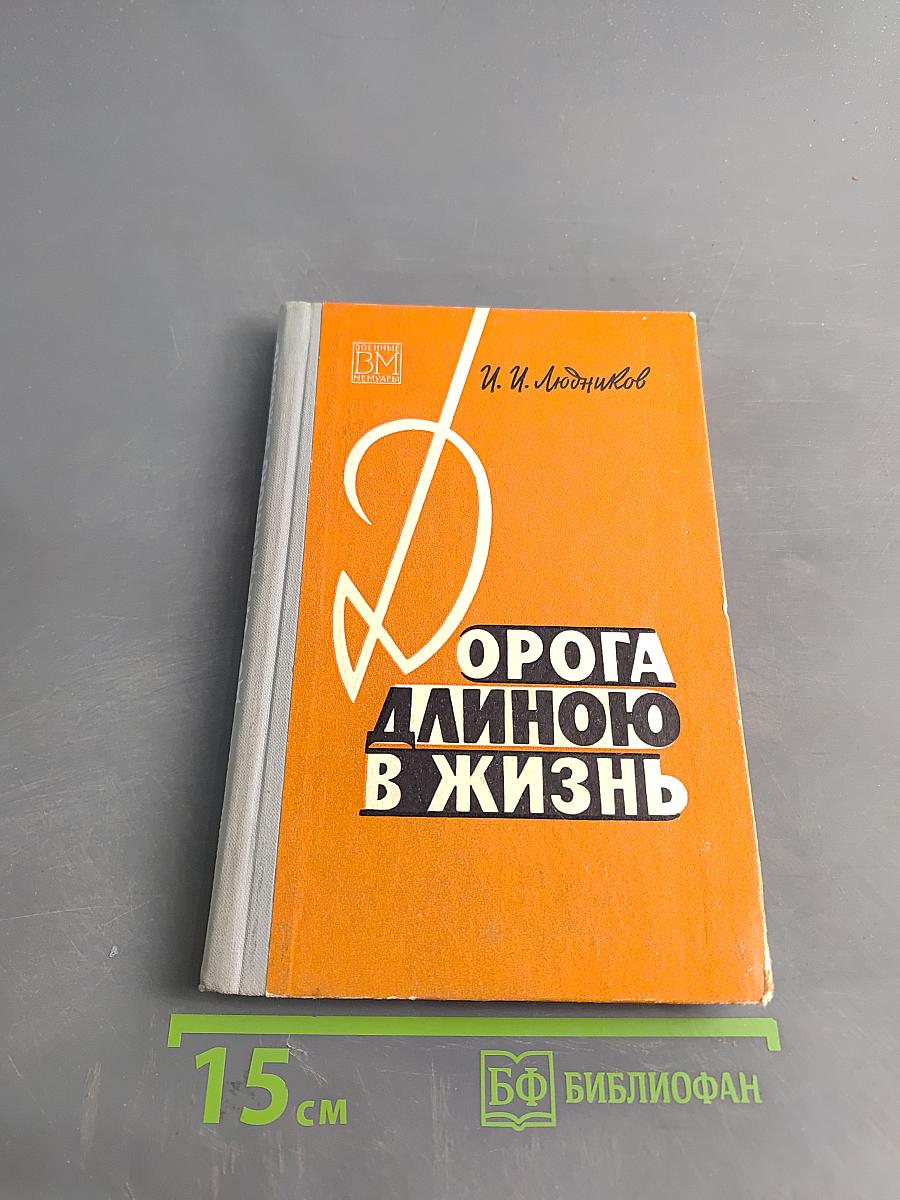 ВОЕННЫЕ
ВМ
МЕМУАРЫ
И. И. Людников
ДОРОГА
ДЛИНОЮ
В ЖИЗНЬ
15 см
БФ БИБЛИОФАН